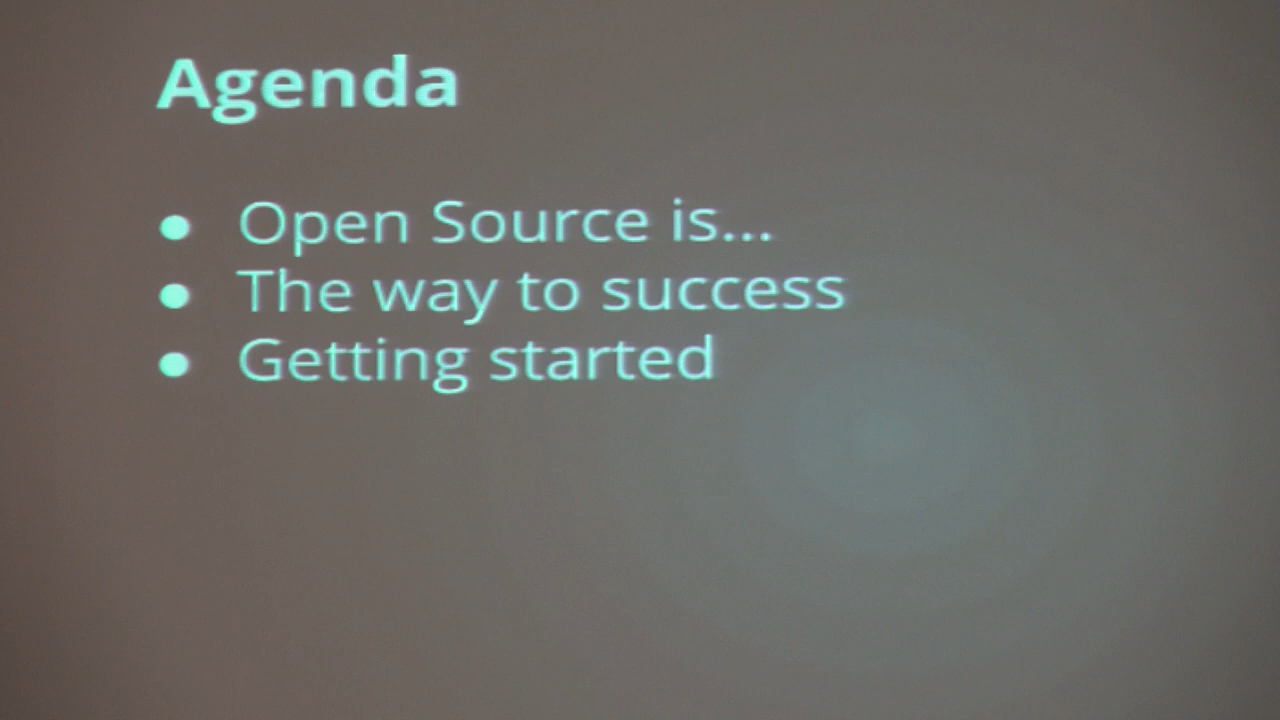 Agenda
● Open Source is...
● The way to success
● Getting started